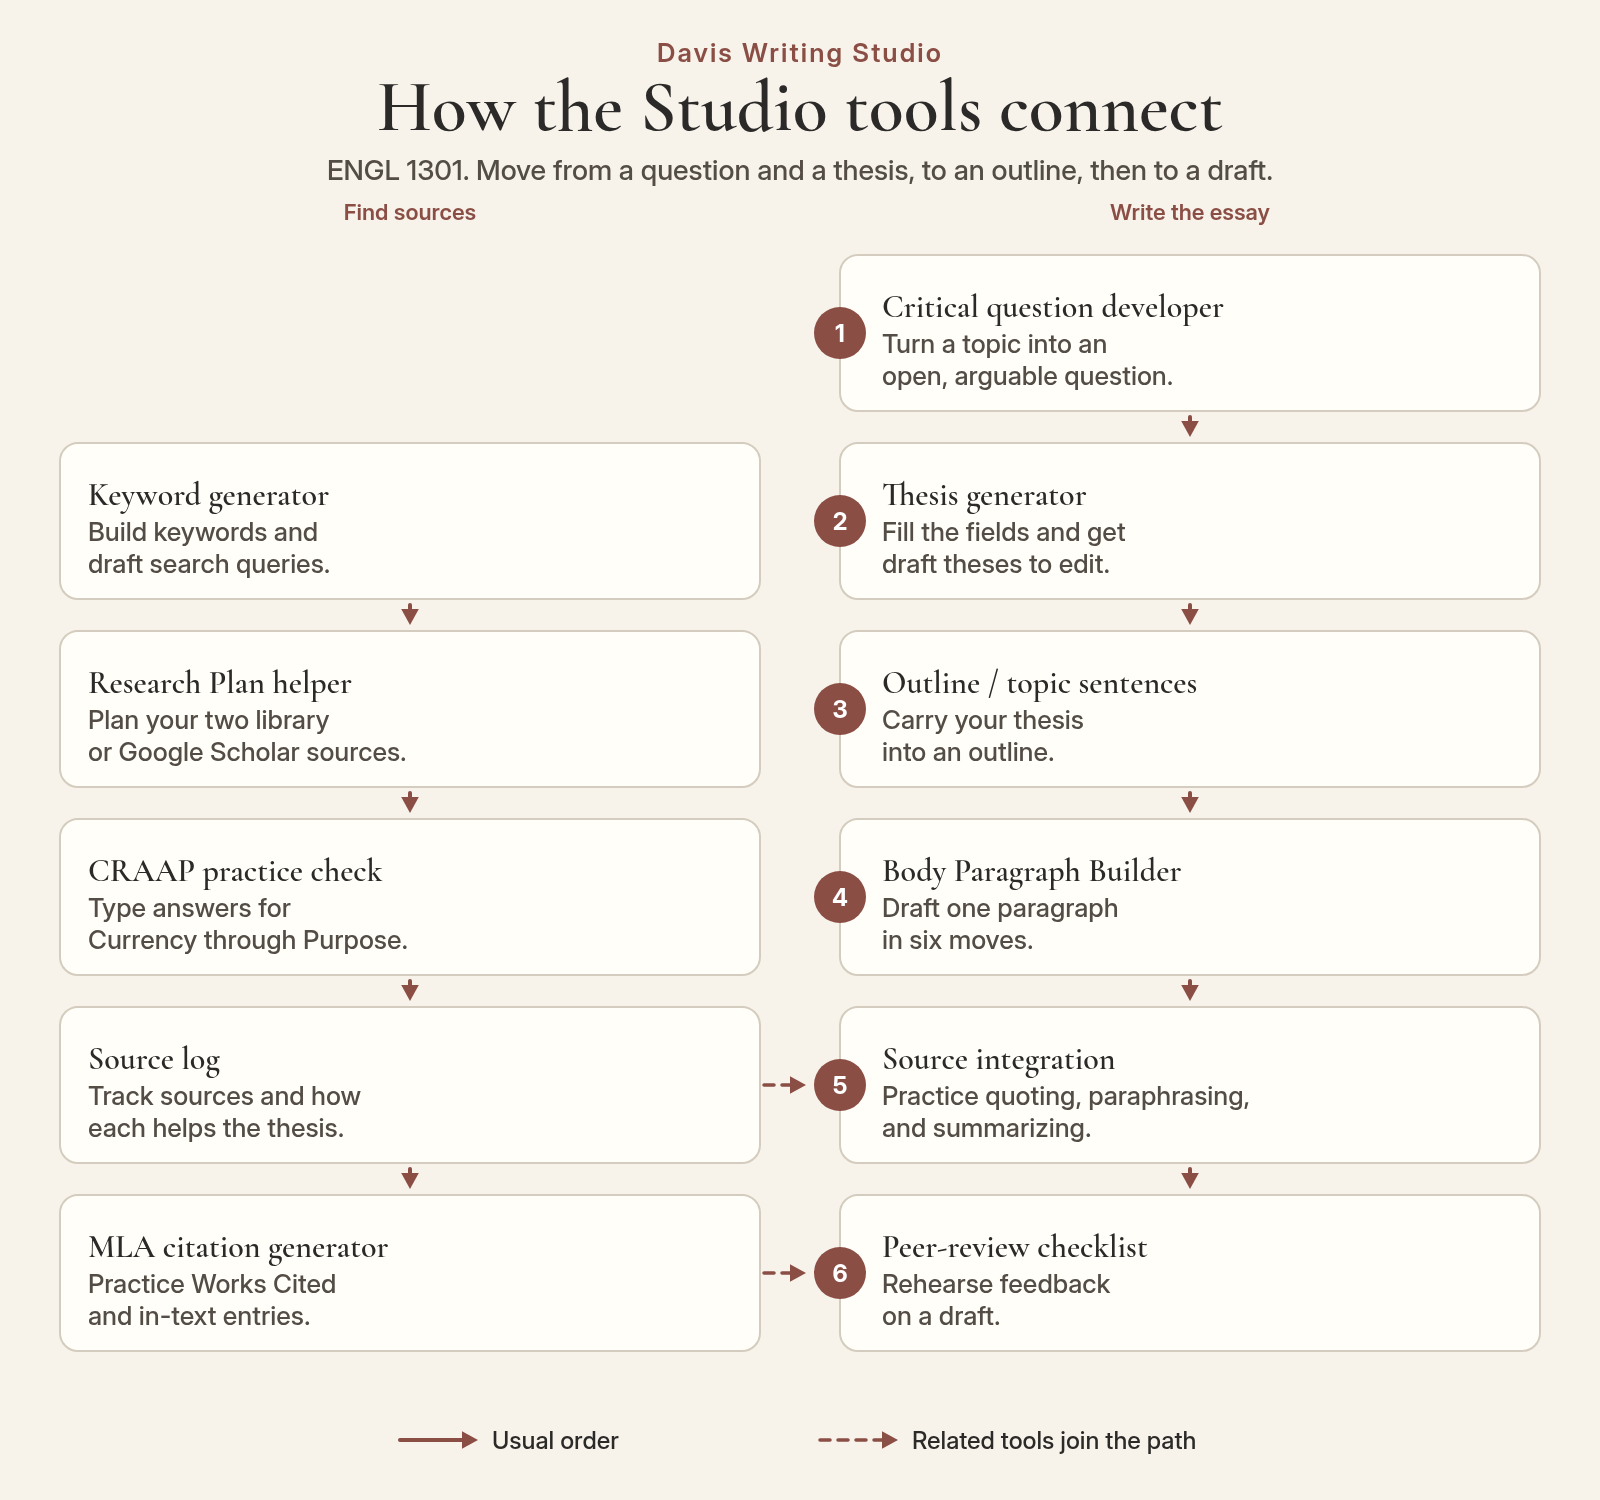 Davis Writing Studio
How the Studio tools connect
ENGL 1301. Move from a question and a thesis, to an outline, then to a draft.
Find sources
Write the essay
1
Critical question developer
Turn a topic into an
open, arguable question.
Keyword generator
Build keywords and
draft search queries.
2
Thesis generator
Fill the fields and get
draft theses to edit.
Research Plan helper
Plan your two library
or Google Scholar sources.
3
Outline / topic sentences
Carry your thesis
into an outline.
CRAAP practice check
Type answers for
Currency through Purpose.
4
Body Paragraph Builder
Draft one paragraph
in six moves.
Source log
Track sources and how
each helps the thesis.
5
Source integration
Practice quoting, paraphrasing,
and summarizing.
MLA citation generator
Practice Works Cited
and in-text entries.
6
Peer-review checklist
Rehearse feedback
on a draft.
Usual order
Related tools join the path